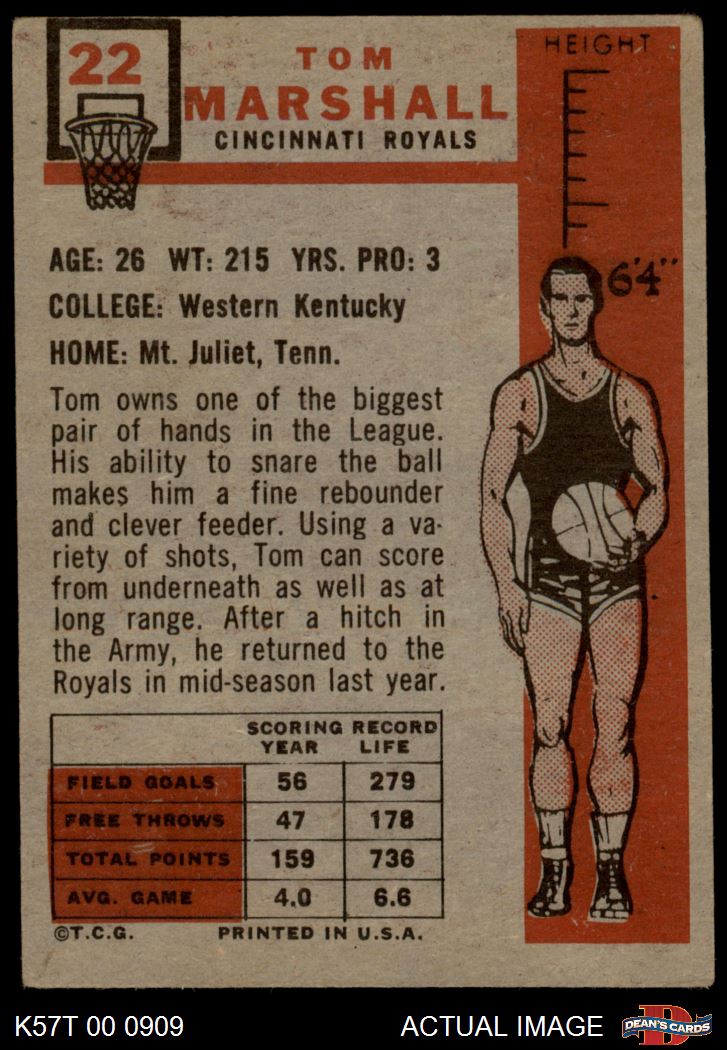 22
TOM
MARSHALL
CINCINNATI ROYALS
HEIGHT
6'4"
AGE: 26 WT: 215 YRS. PRO: 3
COLLEGE: Western Kentucky
HOME: Mt. Juliet, Tenn.
Tom owns one of the biggest
pair of hands in the League.
His ability to snare the ball
makes him a fine rebounder
and clever feeder. Using a va-
riety of shots, Tom can score
from underneath as well as at
long range. After a hitch in
the Army, he returned to the
Royals in mid-season last year.
SCORING RECORD
YEAR LIFE
FIELD GOALS 56 279
FREE THROWS 47 178
TOTAL POINTS 159 736
AVG. GAME 4.0 6.6
©T.C.G. PRINTED IN U.S.A.
K57T 00 0909 ACTUAL IMAGE D DEAN'S CARDS